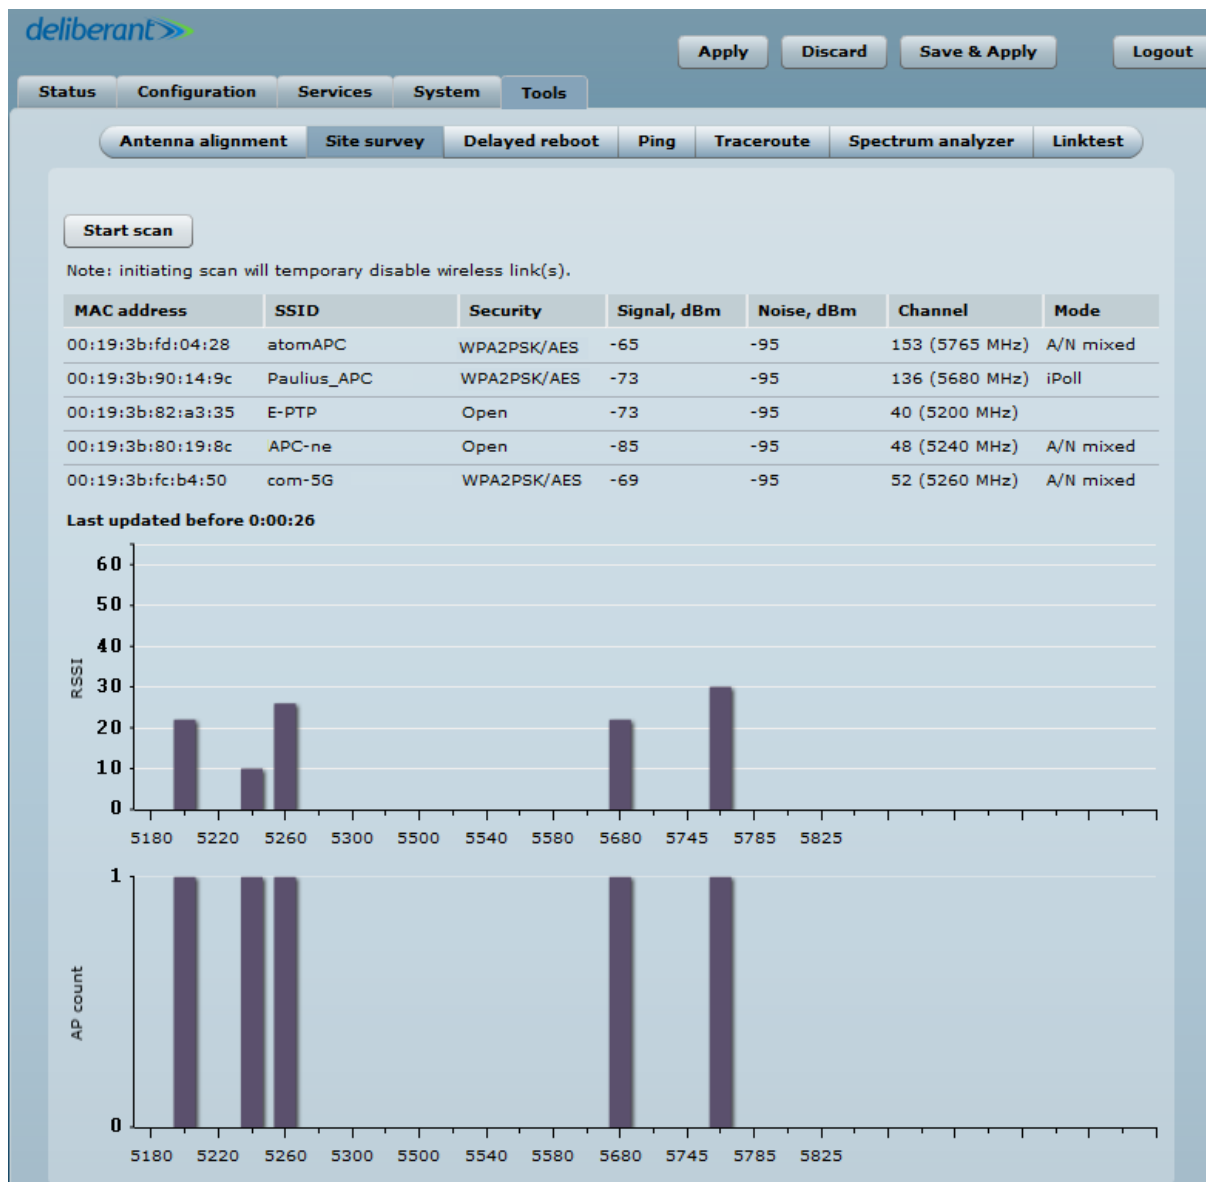 deliberant
Apply Discard Save & Apply Logout
Status Configuration Services System Tools
Antenna alignment Site survey Delayed reboot Ping Traceroute Spectrum analyzer Linktest
Start scan
Note: initiating scan will temporary disable wireless link(s).
MAC address SSID Security Signal, dBm Noise, dBm Channel Mode
00:19:3b:fd:04:28 atomAPC WPA2PSK/AES -65 -95 153 (5765 MHz) A/N mixed
00:19:3b:90:14:9c Paulius_APC WPA2PSK/AES -73 -95 136 (5680 MHz) iPoll
00:19:3b:82:a3:35 E-PTP Open -73 -95 40 (5200 MHz)
00:19:3b:80:19:8c APC-ne Open -85 -95 48 (5240 MHz) A/N mixed
00:19:3b:fc:b4:50 com-5G WPA2PSK/AES -69 -95 52 (5260 MHz) A/N mixed
Last updated before 0:00:26
60
50
40
30
20
10
0
RSSI
5180 5220 5260 5300 5500 5540 5580 5680 5745 5785 5825
1
0
AP count
5180 5220 5260 5300 5500 5540 5580 5680 5745 5785 5825